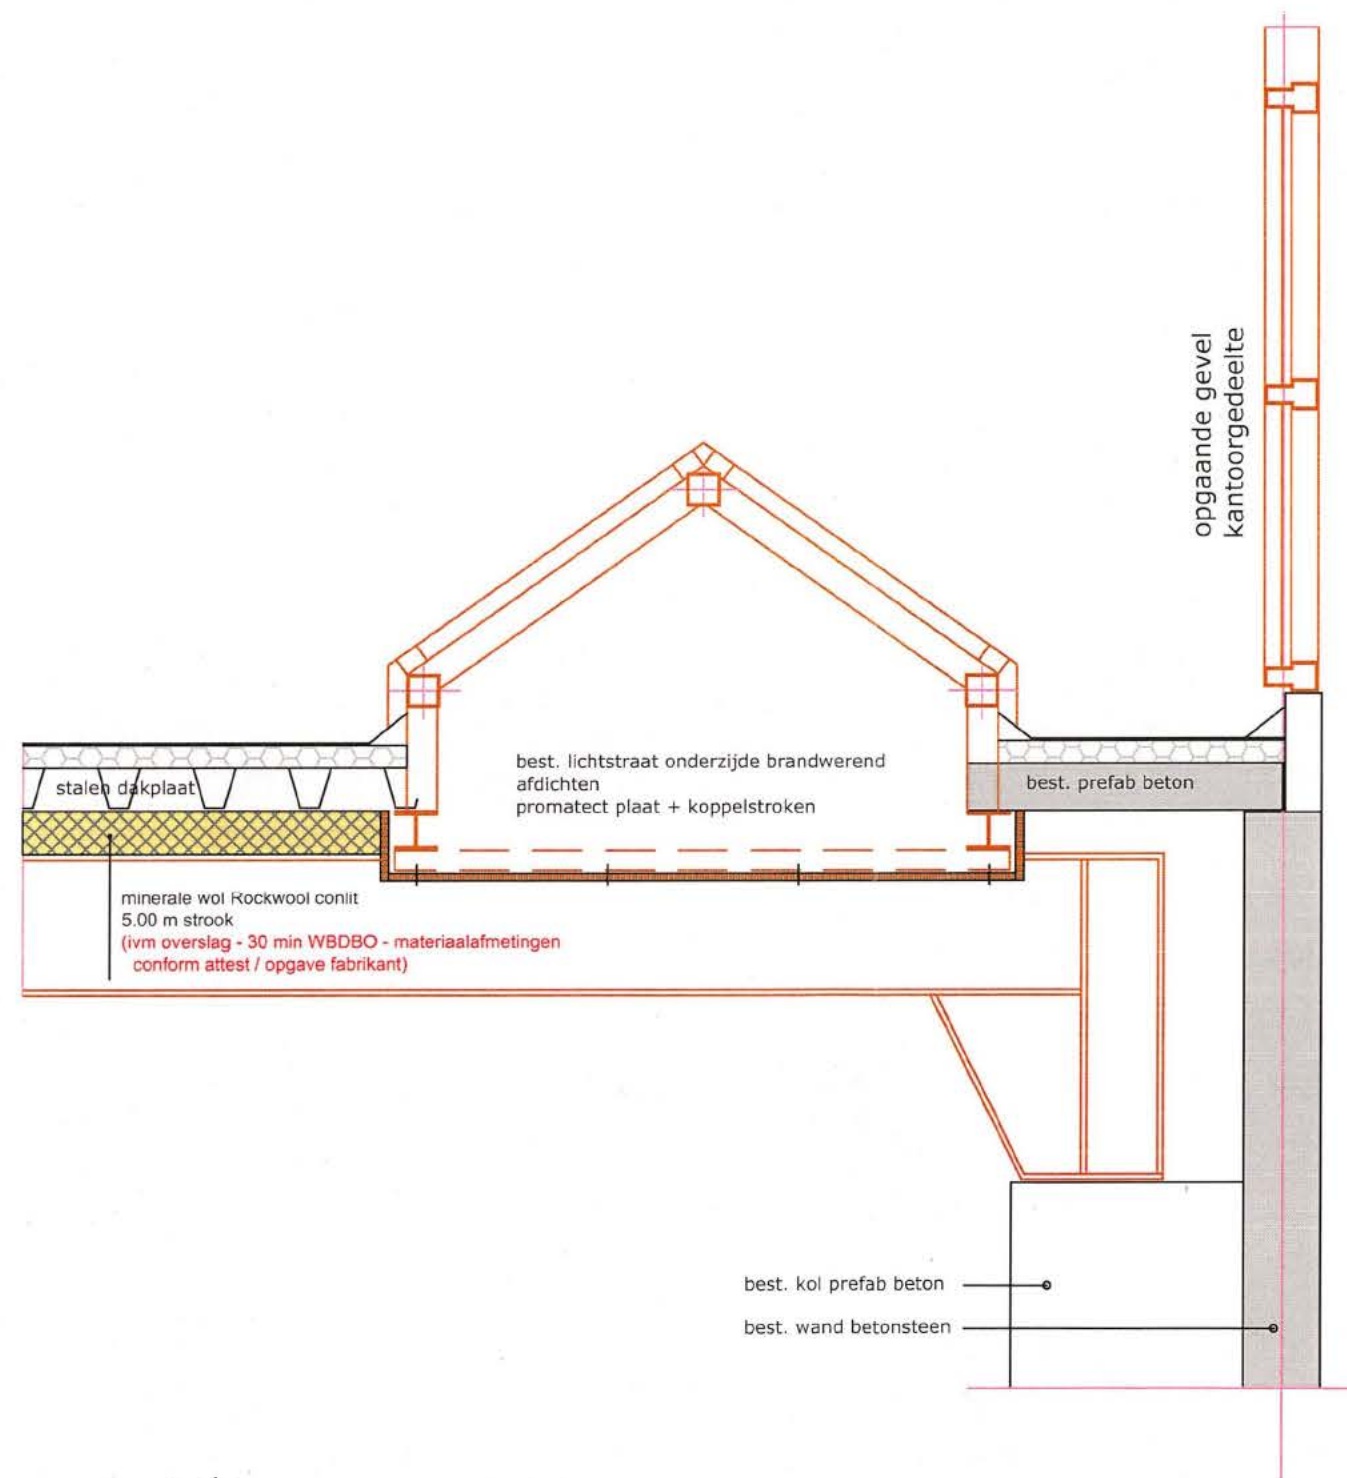 opgaande gevel
kantoorgedeelte
best. lichtstraat onderzijde brandwerend
afdichten
promatect plaat + koppelstroken
stalen dakplaat
best. prefab beton
minerale wol Rockwool conlit
5.00 m strook
(ivm overslag - 30 min WBDBO - materiaalafmetingen
conform attest / opgave fabrikant)
best. kol prefab beton
best. wand betonsteen